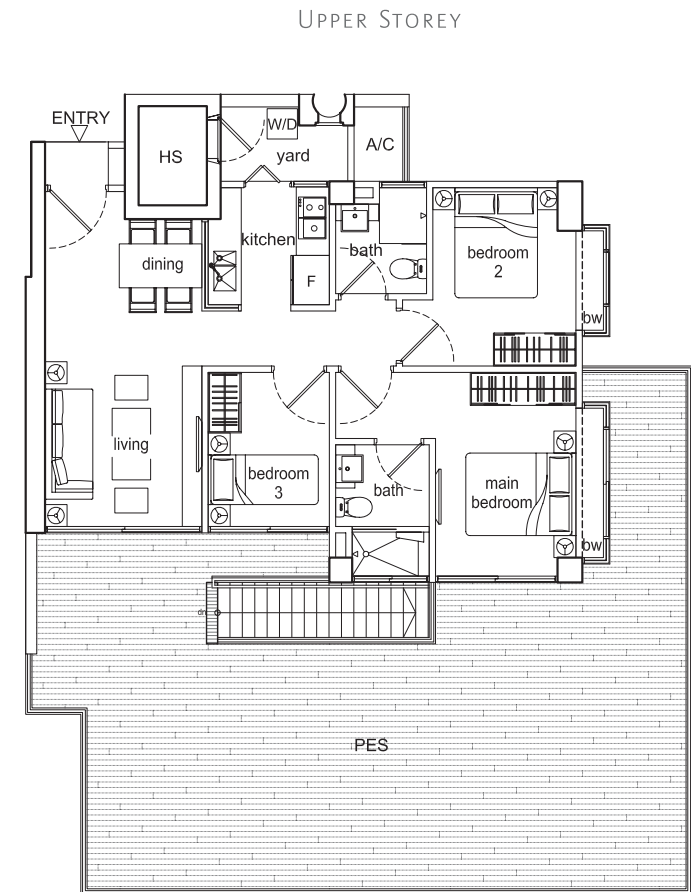 UPPER STOREY
ENTRY
HS
W/D
yard
A/C
dining
kitchen
F
bath
bedroom
2
bw
living
bedroom
3
bath
main
bedroom
bw
dn
PES